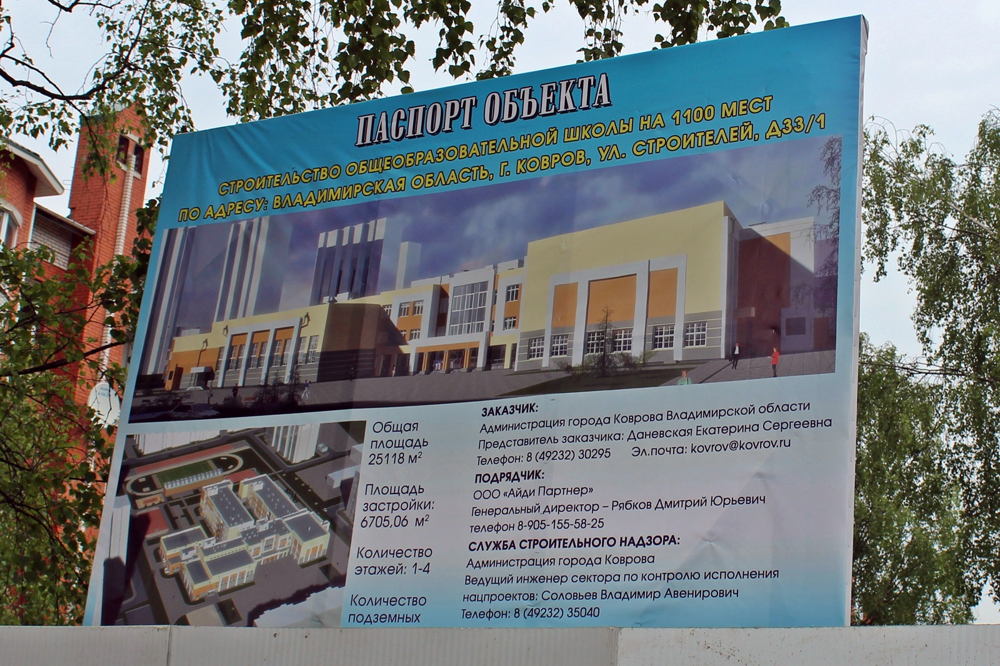 ПАСПОРТ ОБЪЕКТА
СТРОИТЕЛЬСТВО ОБЩЕОБРАЗОВАТЕЛЬНОЙ ШКОЛЫ НА 1100 МЕСТ
ПО АДРЕСУ: ВЛАДИМИРСКАЯ ОБЛАСТЬ, Г. КОВРОВ, УЛ. СТРОИТЕЛЕЙ, Д33/1
Общая
площадь
25118 м²
Площадь
застройки:
6705,06 м²
Количество
этажей: 1-4
Количество
подземных
ЗАКАЗЧИК:
Администрация города Коврова Владимирской области
Представитель заказчика: Даневская Екатерина Сергеевна
Телефон: 8 (49232) 30295 Эл.почта: kovrov@kovrov.ru
ПОДРЯДЧИК:
ООО «Айди Партнер»
Генеральный директор – Рябков Дмитрий Юрьевич
телефон 8-905-155-58-25
СЛУЖБА СТРОИТЕЛЬНОГО НАДЗОРА:
Администрация города Коврова
Ведущий инженер сектора по контролю исполнения
нацпроектов: Соловьев Владимир Авенирович
Телефон: 8 (49232) 35040